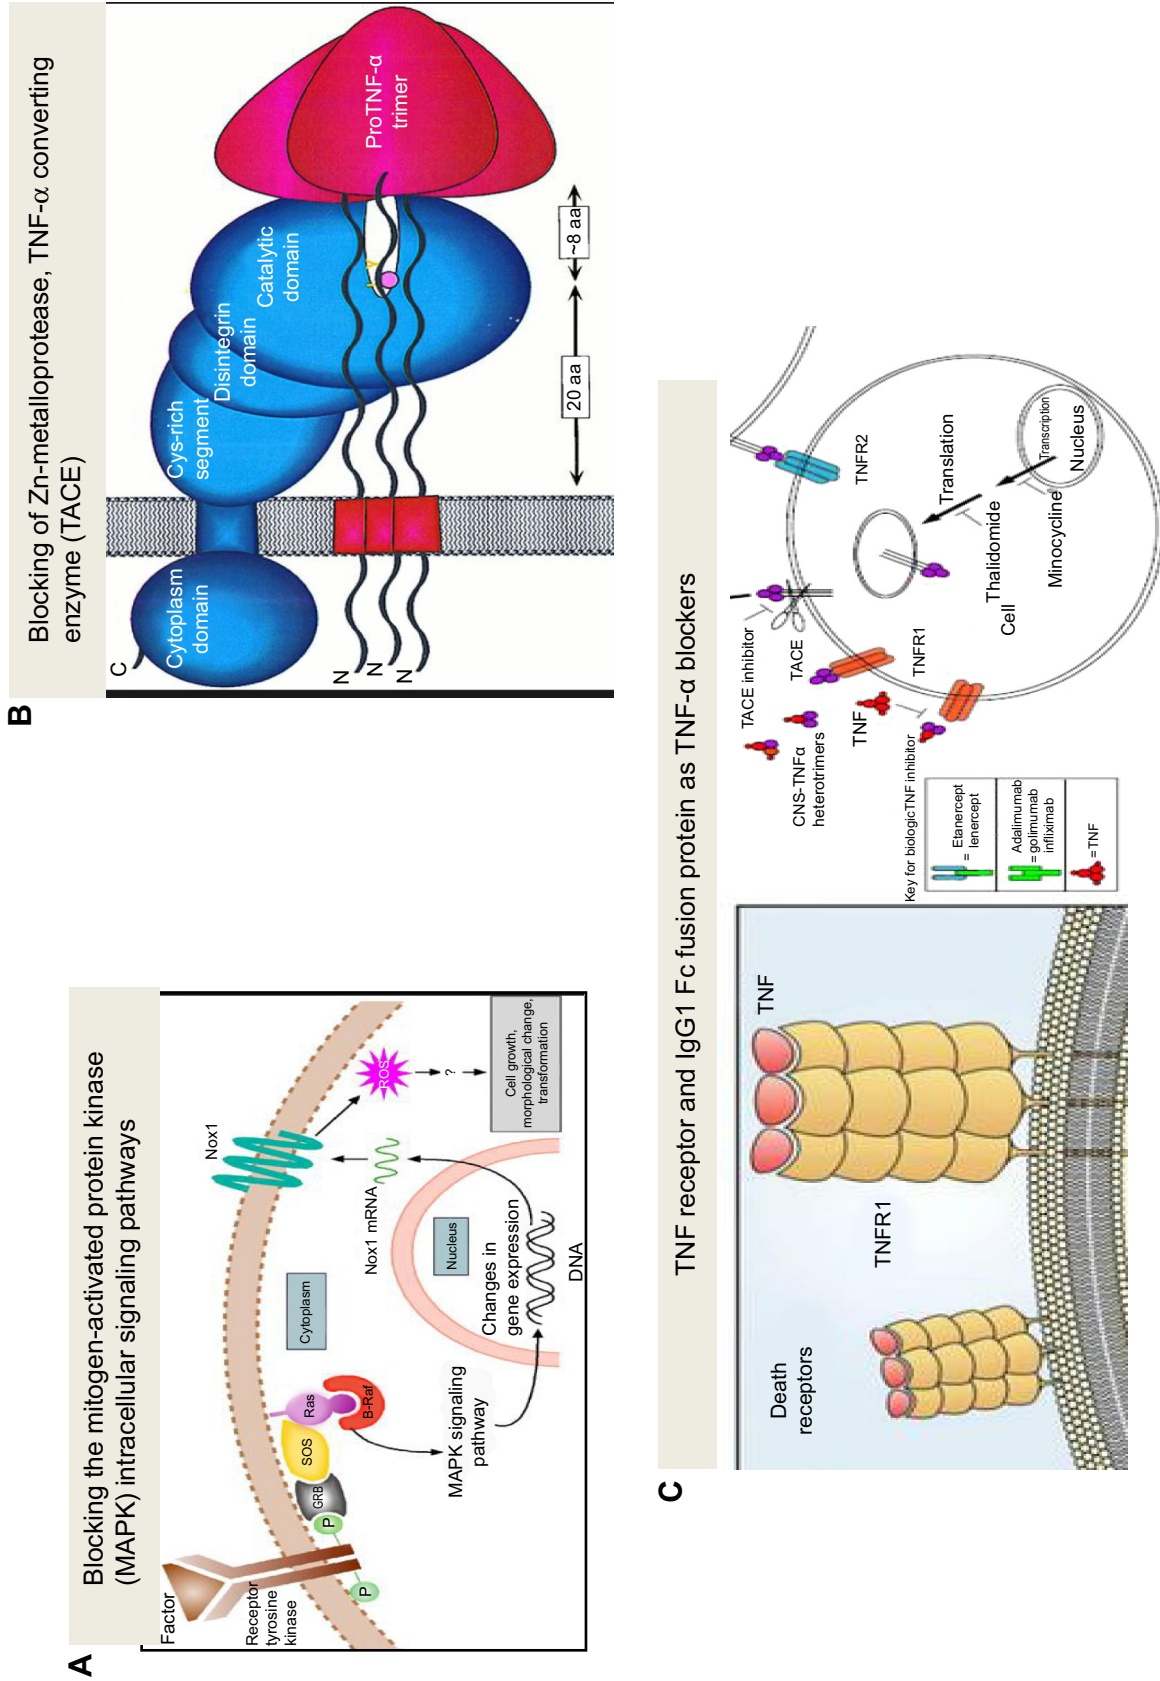 A
Blocking the mitogen-activated protein kinase
(MAPK) intracellular signaling pathways
Factor
Receptor
tyrosine
kinase
P
P
GRB
SOS
Ras
B-Raf
Cytoplasm
MAPK signaling
pathway
Nox1
Nox1 mRNA
Nucleus
Changes in
gene expression
DNA
ROS
?
Cell growth,
morphological change,
transformation
B
Blocking of Zn-metalloprotease, TNF-α converting
enzyme (TACE)
C
Cytoplasm
domain
Cys-rich
segment
Disintegrin
domain
Catalytic
domain
ProTNF-α
trimer
N
N
N
20 aa
~8 aa
C
TNF receptor and IgG1 Fc fusion protein as TNF-α blockers
Death
receptors
TNFR1
TNF
Key for biologicTNF inhibitor
= Etanercept
lenercept
Adalimumab
= golimumab
infliximab
=TNF
CNS-TNFα
heterotrimers
TNF
TACE inhibitor
TACE
TNFR1
TNFR2
Cell
Thalidomide
Minocycline
Translation
Transcription
Nucleus